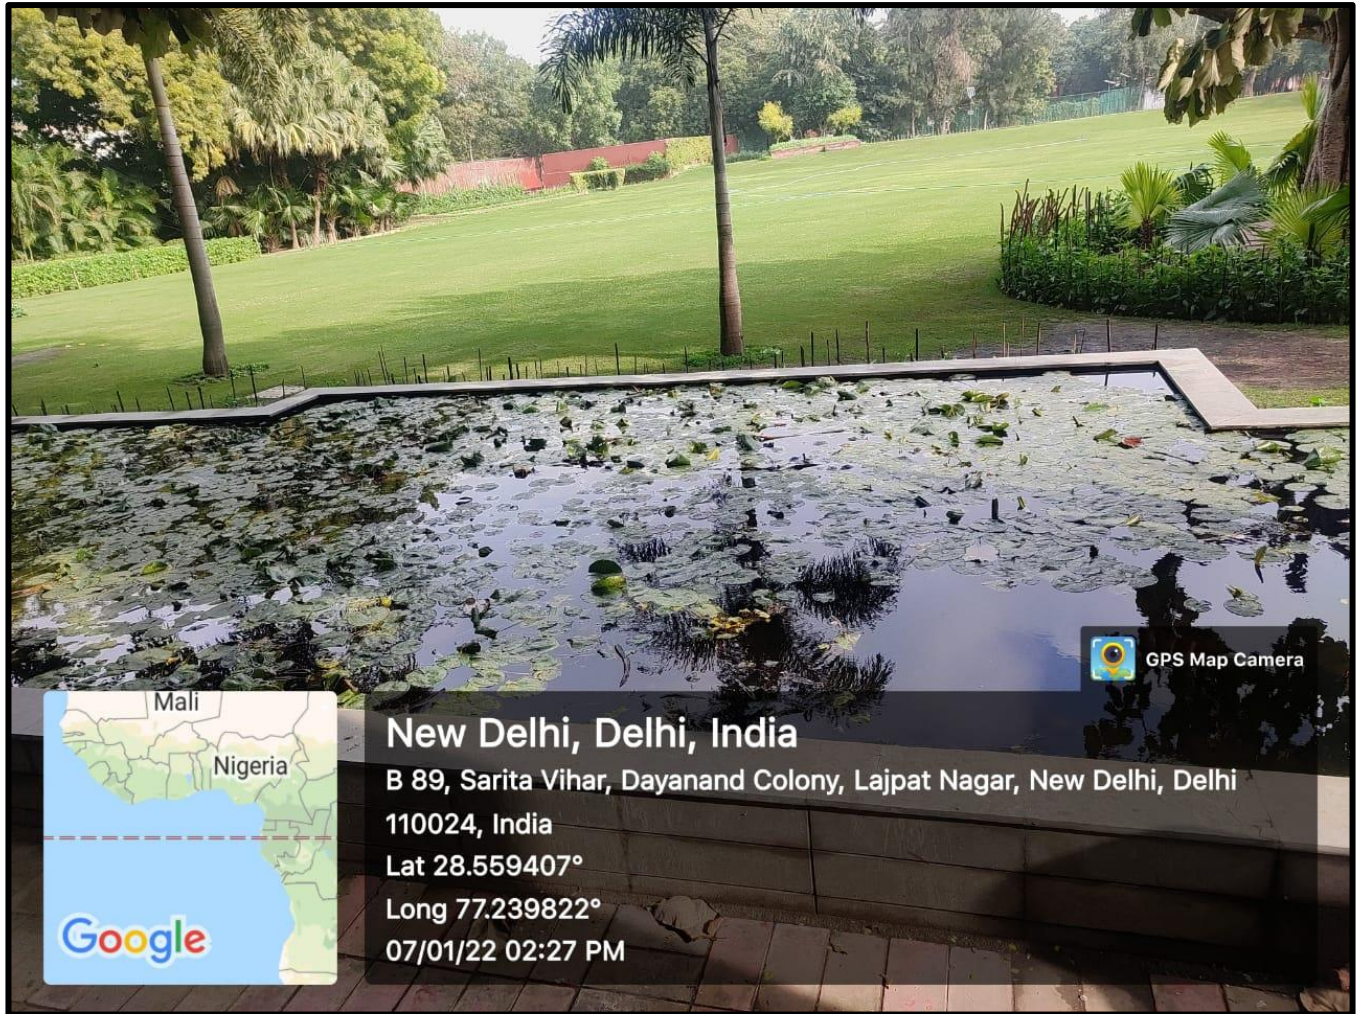 GPS Map Camera
Mali
Nigeria
Google
New Delhi, Delhi, India
B 89, Sarita Vihar, Dayanand Colony, Lajpat Nagar, New Delhi, Delhi
110024, India
Lat 28.559407°
Long 77.239822°
07/01/22 02:27 PM